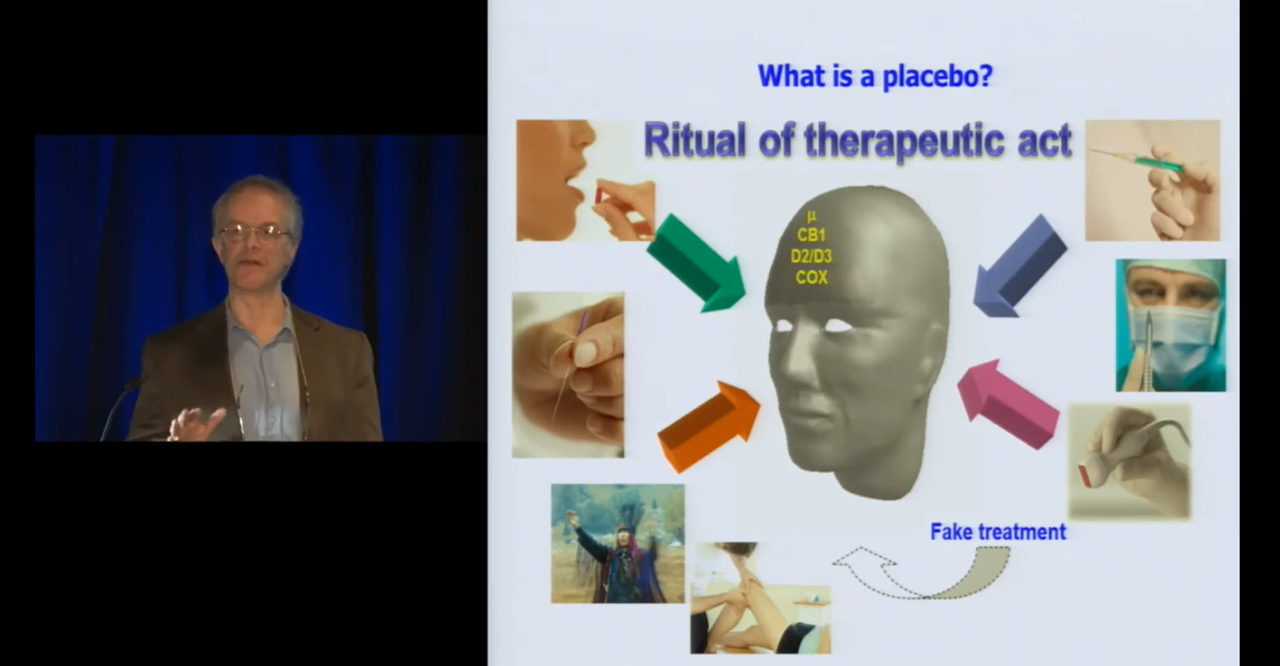 What is a placebo?
Ritual of therapeutic act
μ
CB1
D2/D3
COX
Fake treatment